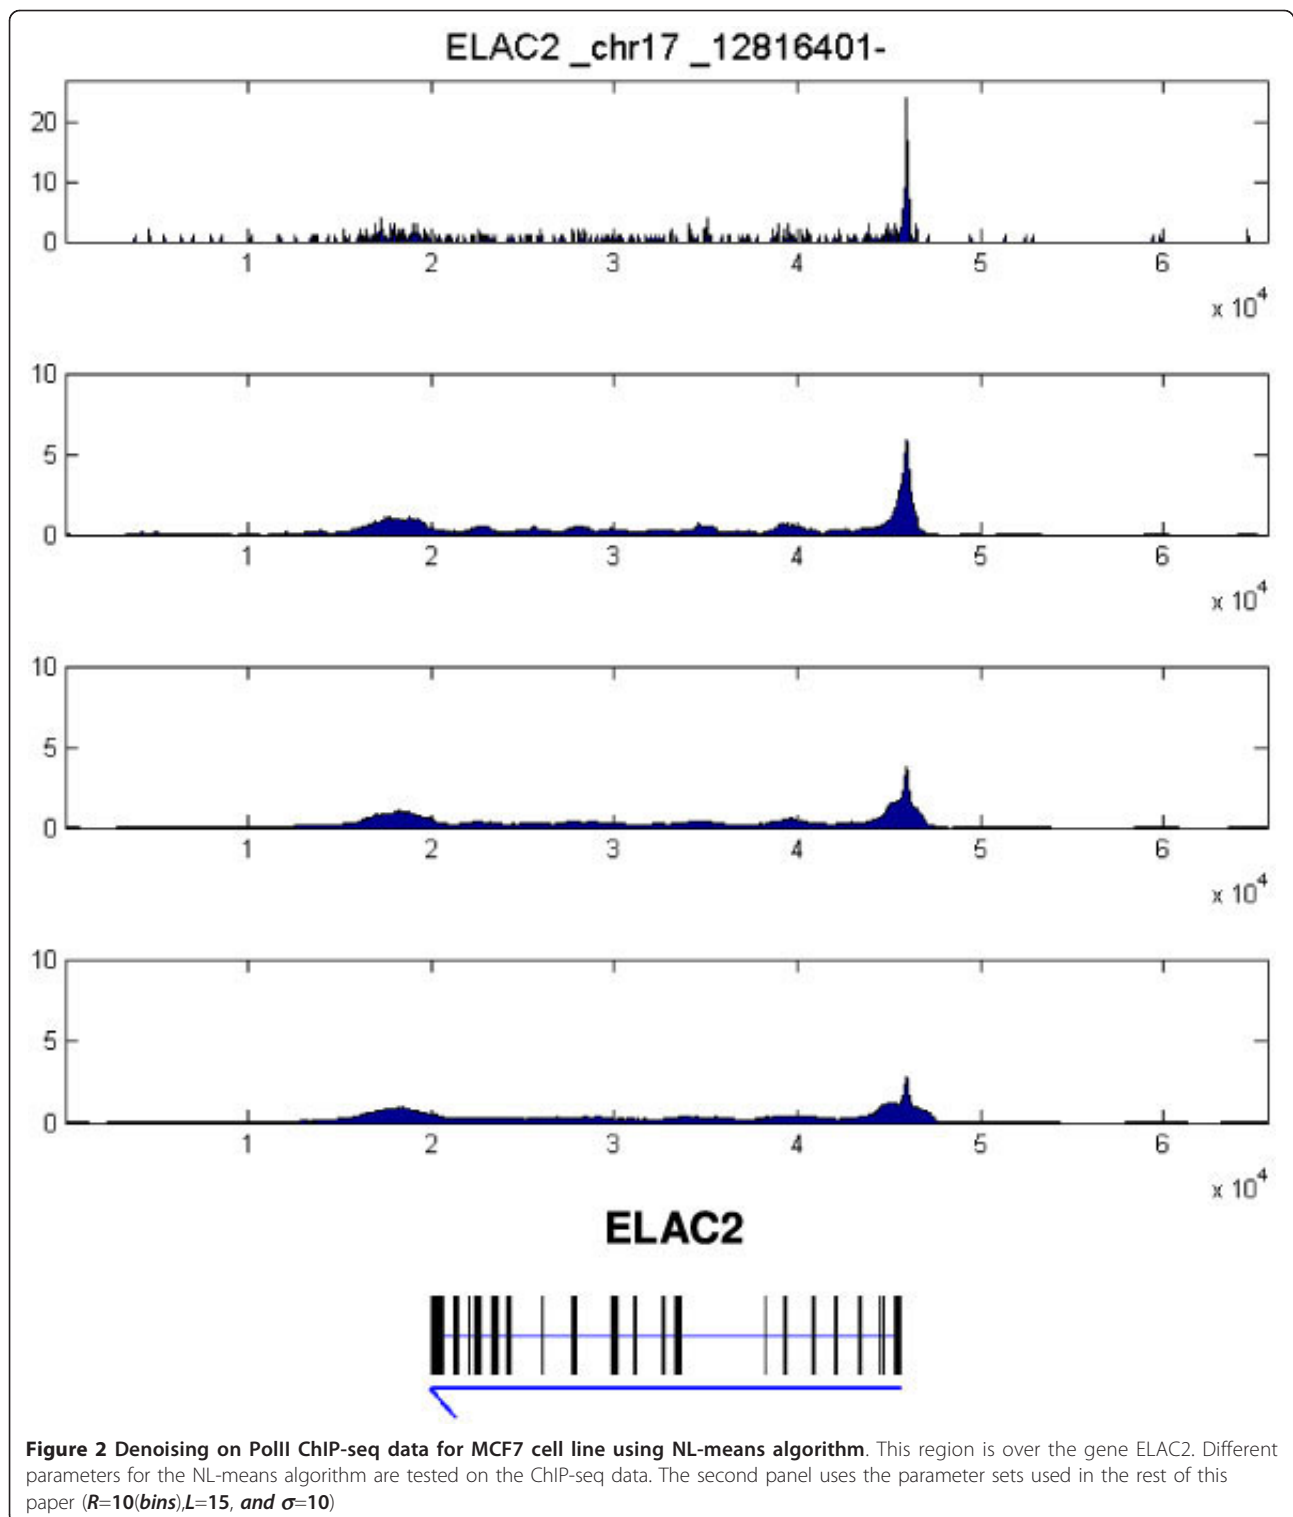 ELAC2 _chr17 _12816401-
20
10
0
1 2 3 4 5 6
x 10^4
10
5
0
1 2 3 4 5 6
x 10^4
10
5
0
1 2 3 4 5 6
x 10^4
10
5
0
1 2 3 4 5 6
x 10^4
ELAC2
Figure 2 Denoising on PolII ChIP-seq data for MCF7 cell line using NL-means algorithm. This region is over the gene ELAC2. Different
parameters for the NL-means algorithm are tested on the ChIP-seq data. The second panel uses the parameter sets used in the rest of this
paper (R=10(bins),L=15, and σ=10)